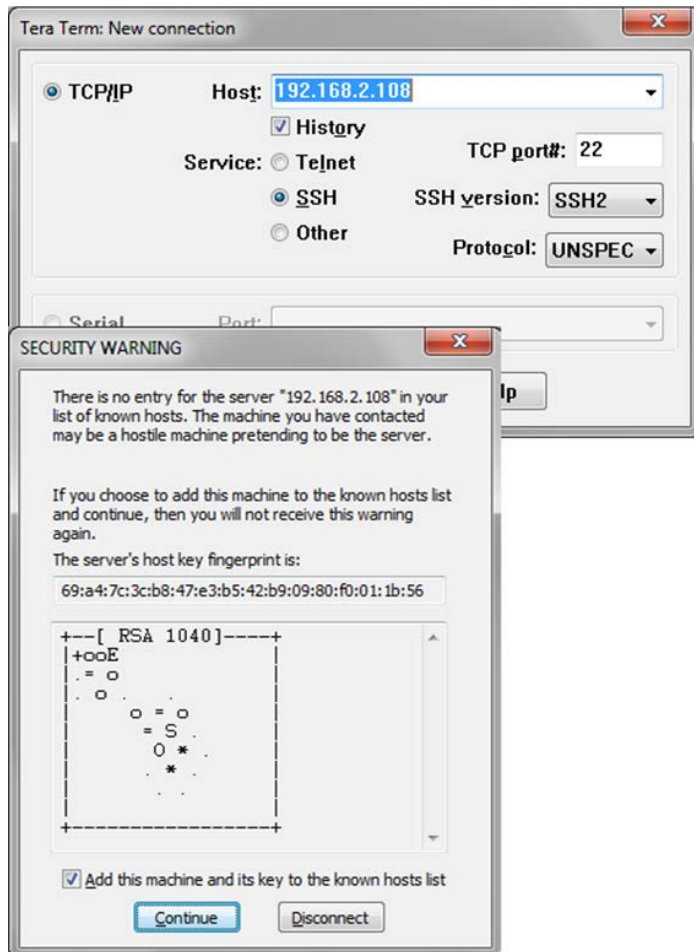 Tera Term: New connection
TCP/IP Host: 192.168.2.108
History
Service: Telnet TCP port#: 22
SSH SSH version: SSH2
Other Protocol: UNSPEC
Serial Port:
SECURITY WARNING
There is no entry for the server "192.168.2.108" in your
list of known hosts. The machine you have contacted
may be a hostile machine pretending to be the server.
If you choose to add this machine to the known hosts list
and continue, then you will not receive this warning
again.
The server's host key fingerprint is:
69:a4:7c:3c:b8:47:e3:b5:42:b9:09:80:f0:01:1b:56
+--[ RSA 1040]----+
|+ooE             |
|.= o             |
|. o .   .        |
|     o = o       |
|      = S .      |
|       O * .     |
|      . * .      |
|       . .       |
|                 |
+-----------------+
Add this machine and its key to the known hosts list
Continue Disconnect